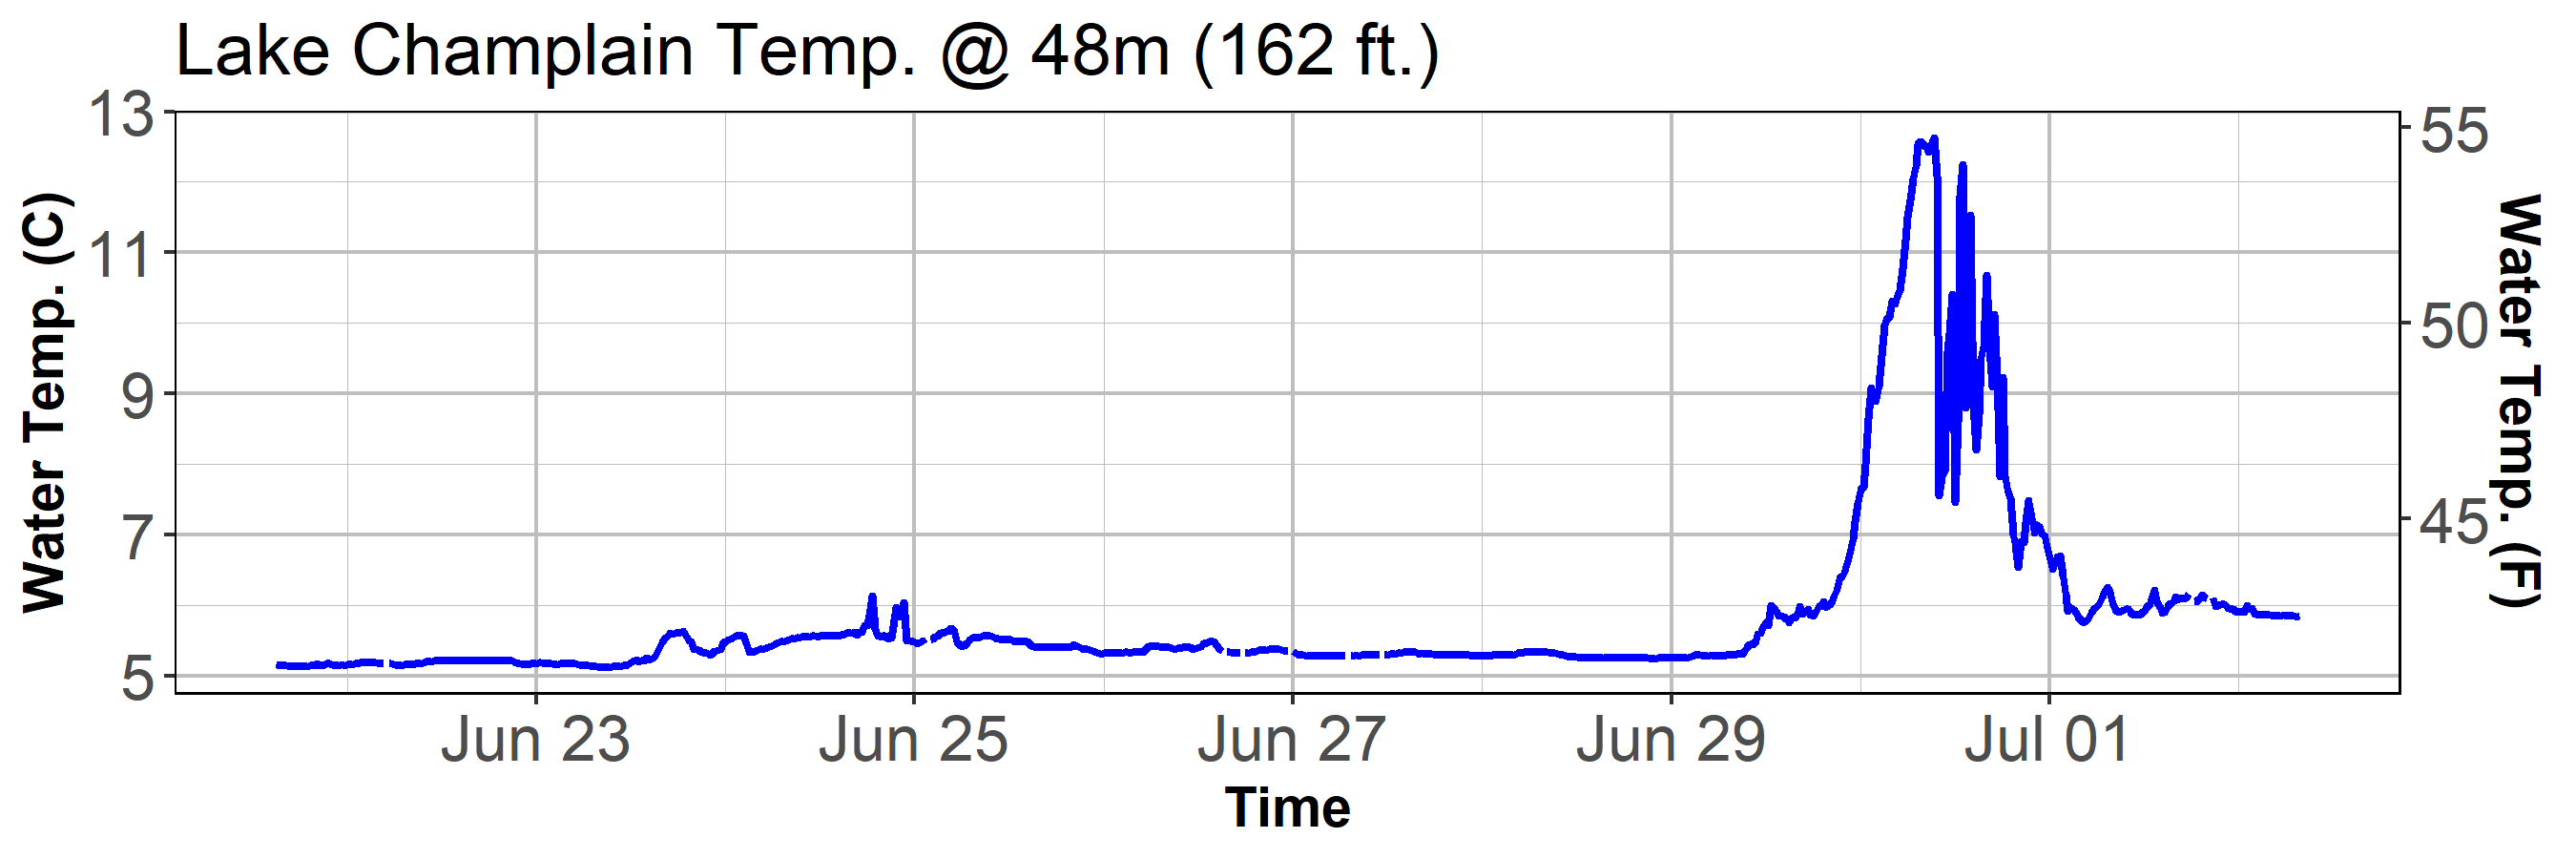 Lake Champlain Temp. @ 48m (162 ft.)
13
11
9
7
5
Water Temp. (C)
55
50
45
Water Temp. (F)
Jun 23
Jun 25
Jun 27
Jun 29
Jul 01
Time